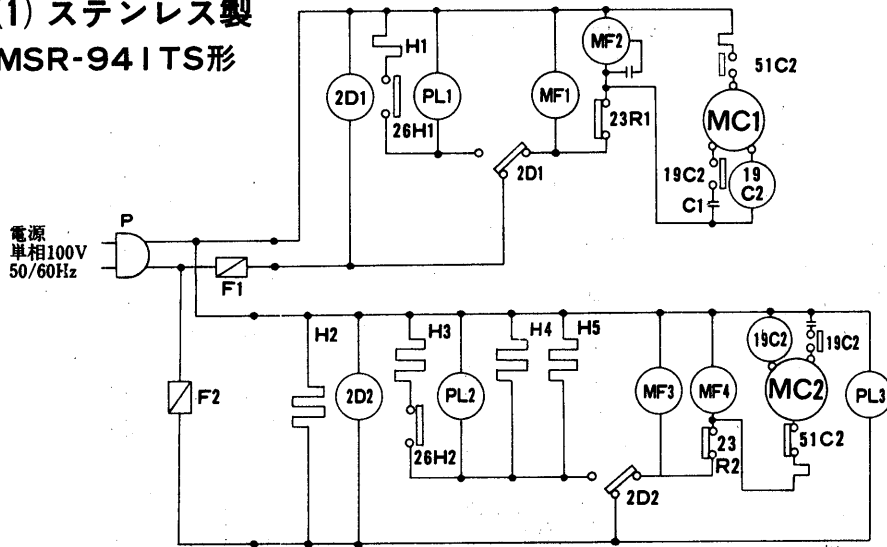 (1) ステンレス製
MSR-941TS形
H1
MF2
51C2
2D1
PL1
MF1
23R1
MC1
26H1
2D1
19C2
19
C2
C1
P
電源
単相100V
50/60Hz
F1
H2
H3
H4
H5
19C2
19C2
F2
2D2
PL2
MF3
MF4
MC2
PL3
26H2
23
R2
51C2
2D2